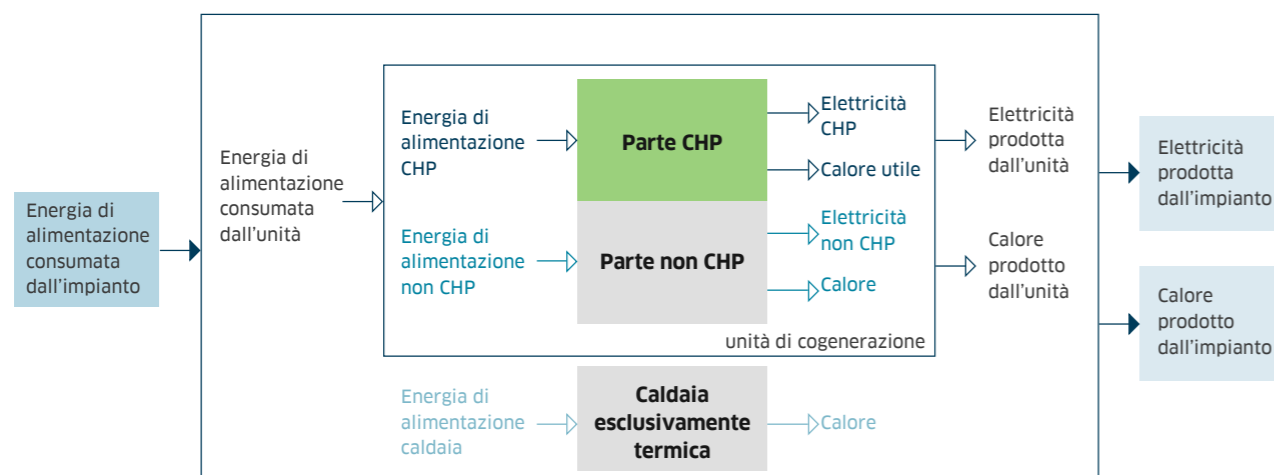 Energia di
alimentazione
consumata
dall'impianto
Energia di
alimentazione
consumata
dall'unità
Energia di
alimentazione
CHP
Parte CHP
Elettricità
CHP
Calore utile
Energia di
alimentazione
non CHP
Parte non CHP
Elettricità
non CHP
Calore
unità di cogenerazione
Energia di
alimentazione
caldaia
Caldaia
esclusivamente
termica
Calore
Elettricità
prodotta
dall'unità
Calore
prodotto
dall'unità
Elettricità
prodotta
dall'impianto
Calore
prodotto
dall'impianto